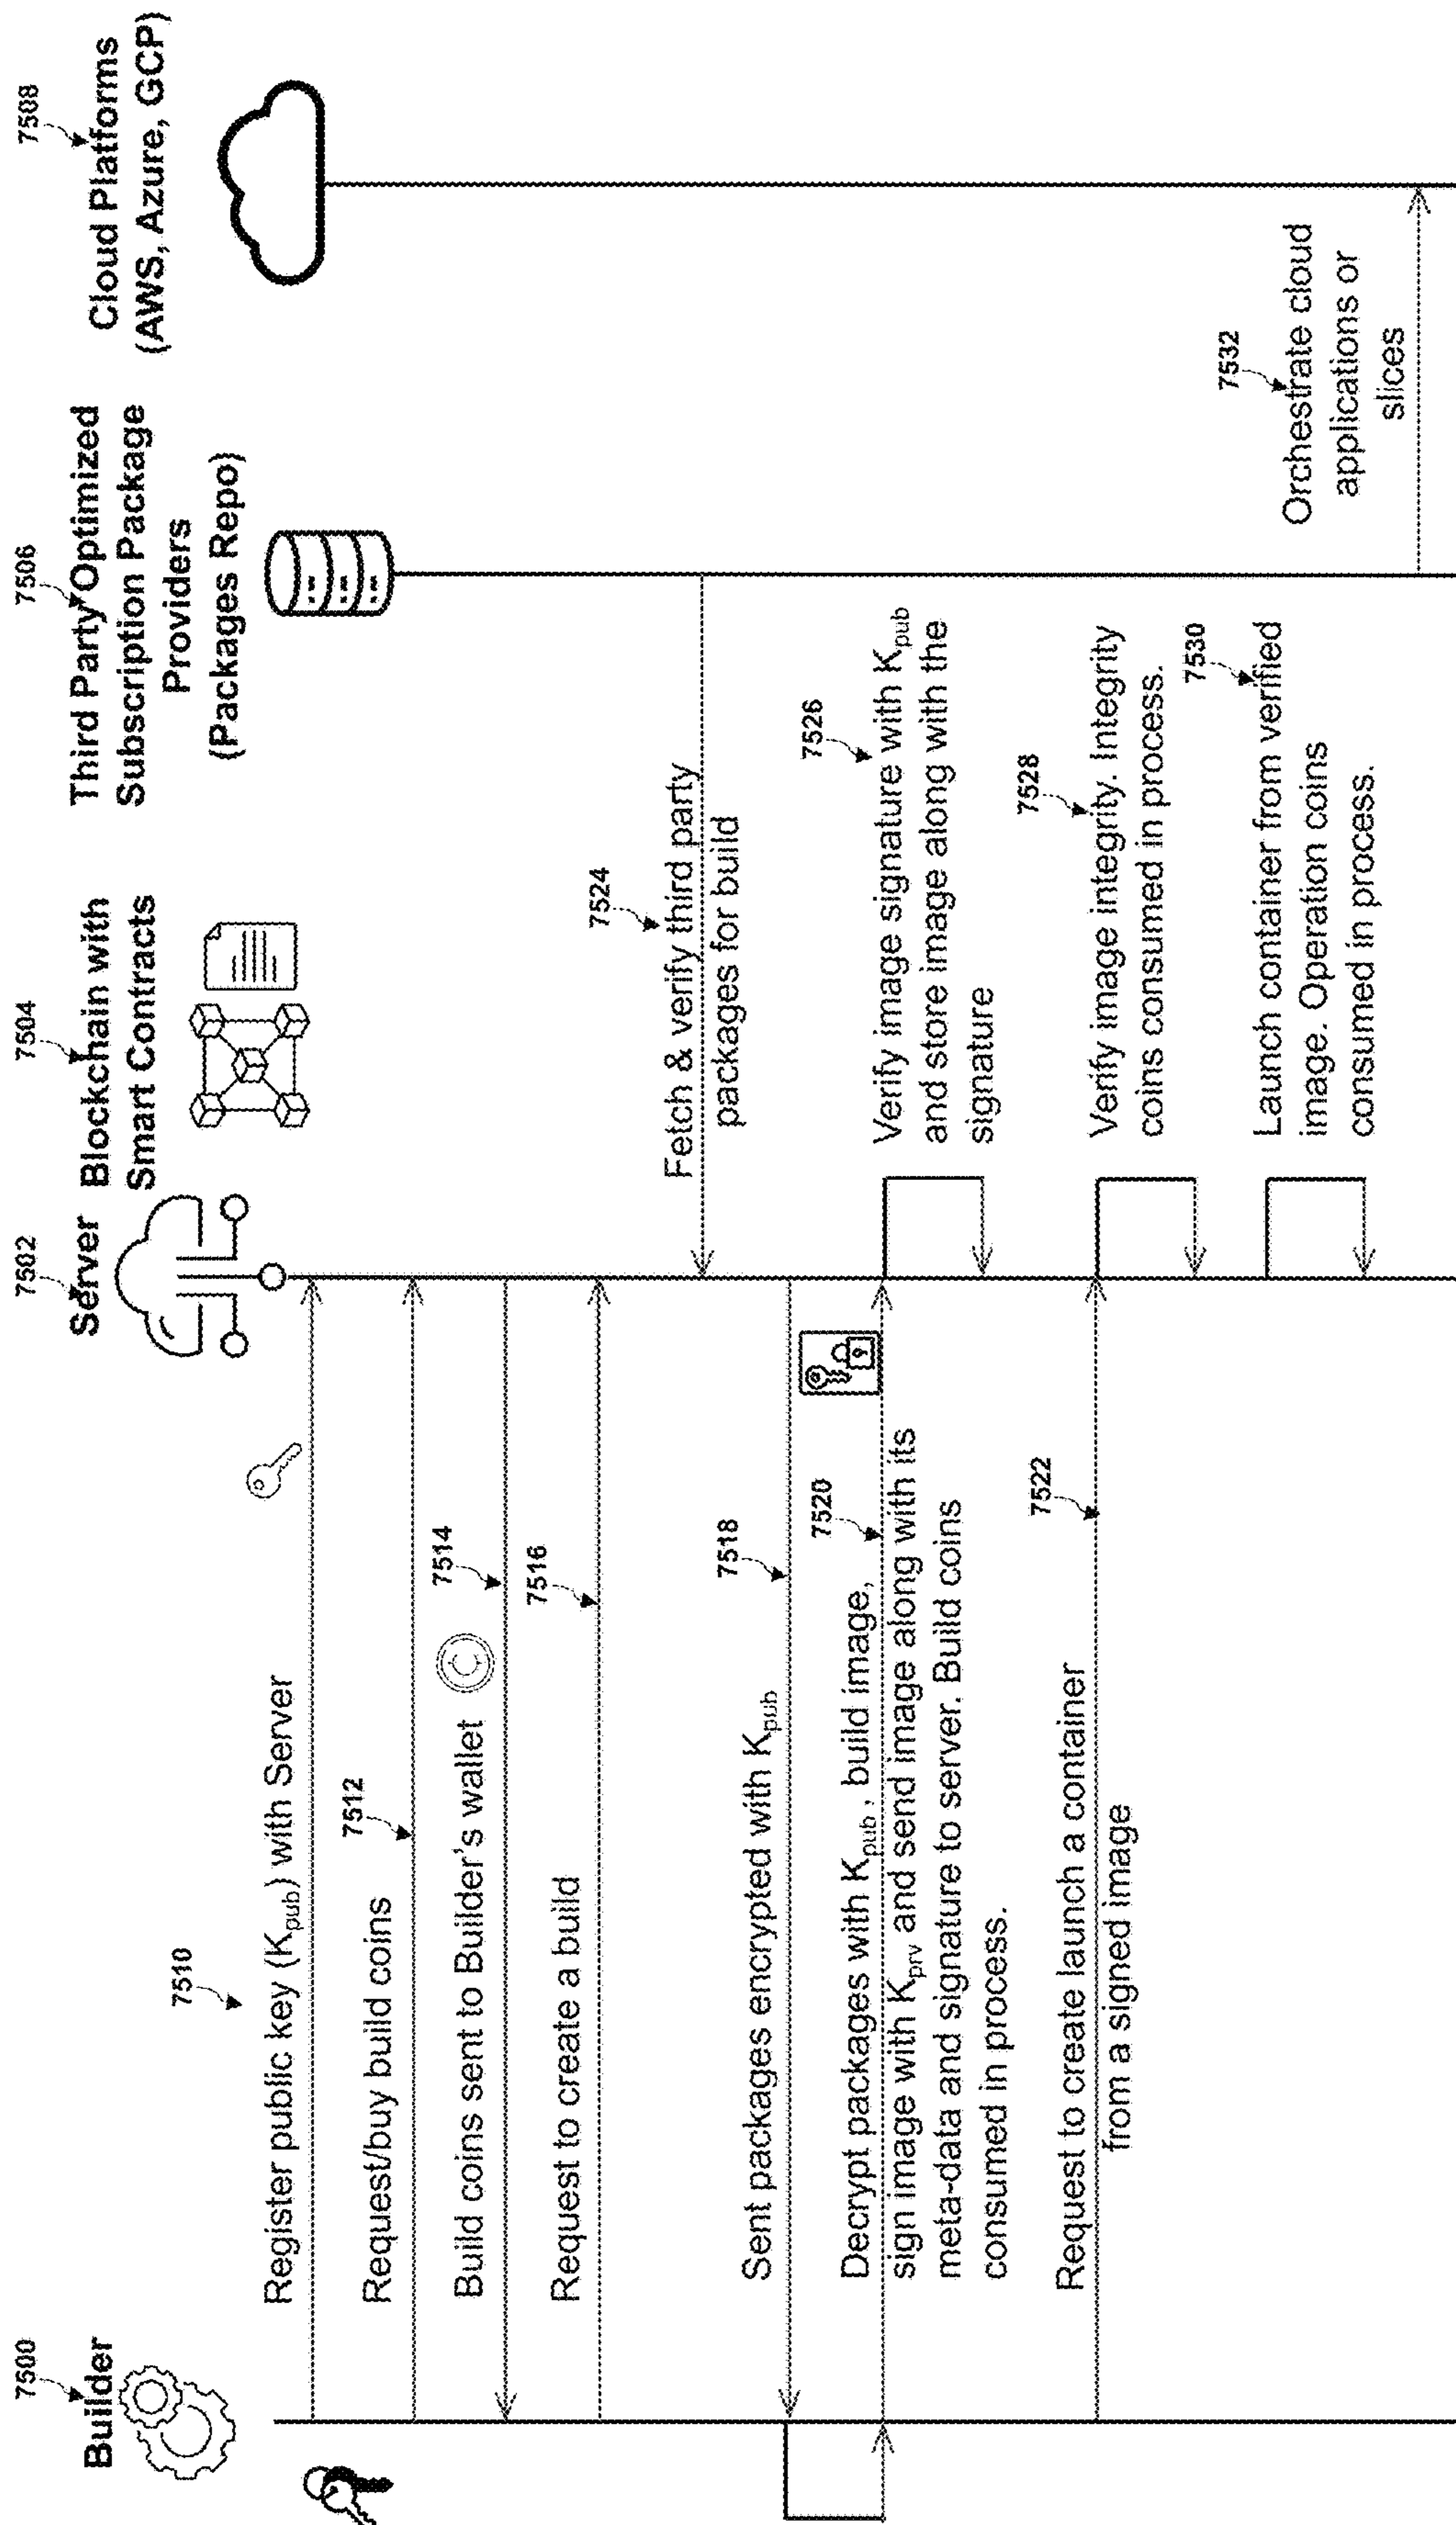 7500
Builder
7502
Server
7504
Blockchain with
Smart Contracts
7506
Third Party Optimized
Subscription Package
Providers
(Packages Repo)
7508
Cloud Platforms
(AWS, Azure, GCP)
7510
Register public key (Kpub) with Server
7512
Request/buy build coins
7514
Build coins sent to Builder's wallet
C
7516
Request to create a build
7524
Fetch & verify third party
packages for build
7518
Sent packages encrypted with Kpub
7520
Decrypt packages with Kpub , build image,
sign image with Kprv and send image along with its
meta-data and signature to server. Build coins
consumed in process.
7526
Verify image signature with Kpub
and store image along with the
signature
7522
Request to create launch a container
from a signed image
7528
Verify image integrity. Integrity
coins consumed in process.
7530
Launch container from verified
image. Operation coins
consumed in process.
7532
Orchestrate cloud
applications or
slices